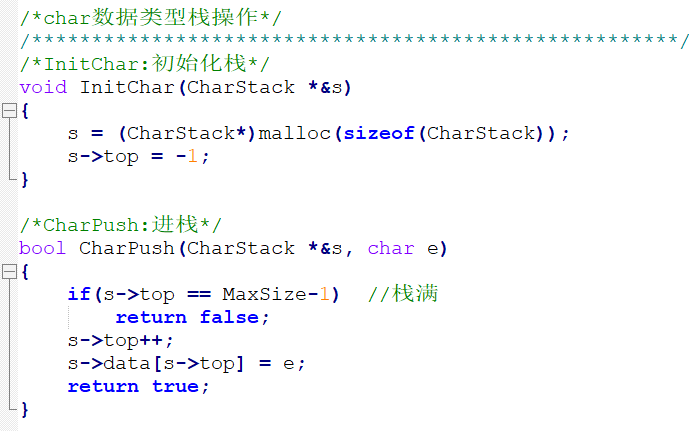 /*char数据类型栈操作*/
/******************************************************/
/*InitChar:初始化栈*/
void InitChar(CharStack *&s)
{
    s = (CharStack*)malloc(sizeof(CharStack));
    s->top = -1;
}
/*CharPush:进栈*/
bool CharPush(CharStack *&s, char e)
{
    if(s->top == MaxSize-1)  //栈满
        return false;
    s->top++;
    s->data[s->top] = e;
    return true;
}